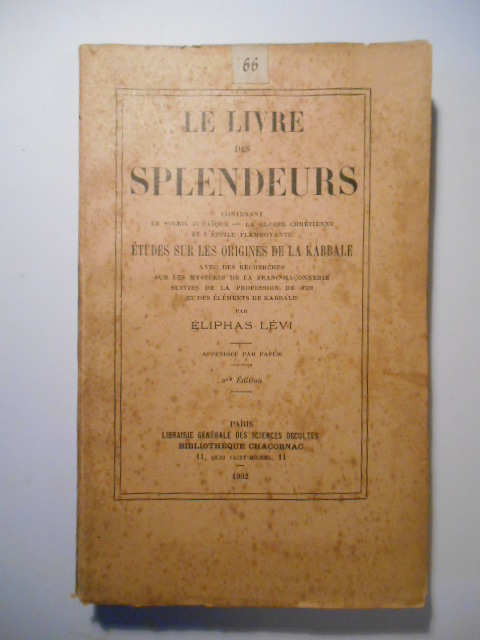 66
LE LIVRE
DES
SPLENDEURS
CONTENANT
LE SOLEIL JUDAÏQUE — LA GLOIRE CHRÉTIENNE
ET L'ÉTOILE FLAMBOYANTE
ÉTUDES SUR LES ORIGINES DE LA KABBALE
AVEC DES RECHERCHES
SUR LES MYSTÈRES DE LA FRANC-MAÇONNERIE
SUIVIES DE LA PROFESSION DE FOI
ET DES ÉLÉMENTS DE KABBALE
PAR
ÉLIPHAS LÉVI
APPENDICE PAR PAPUS
2me Édition
PARIS
LIBRAIRIE GÉNÉRALE DES SCIENCES OCCULTES
BIBLIOTHÈQUE CHACORNAC
11, QUAI SAINT-MICHEL, 11
1902